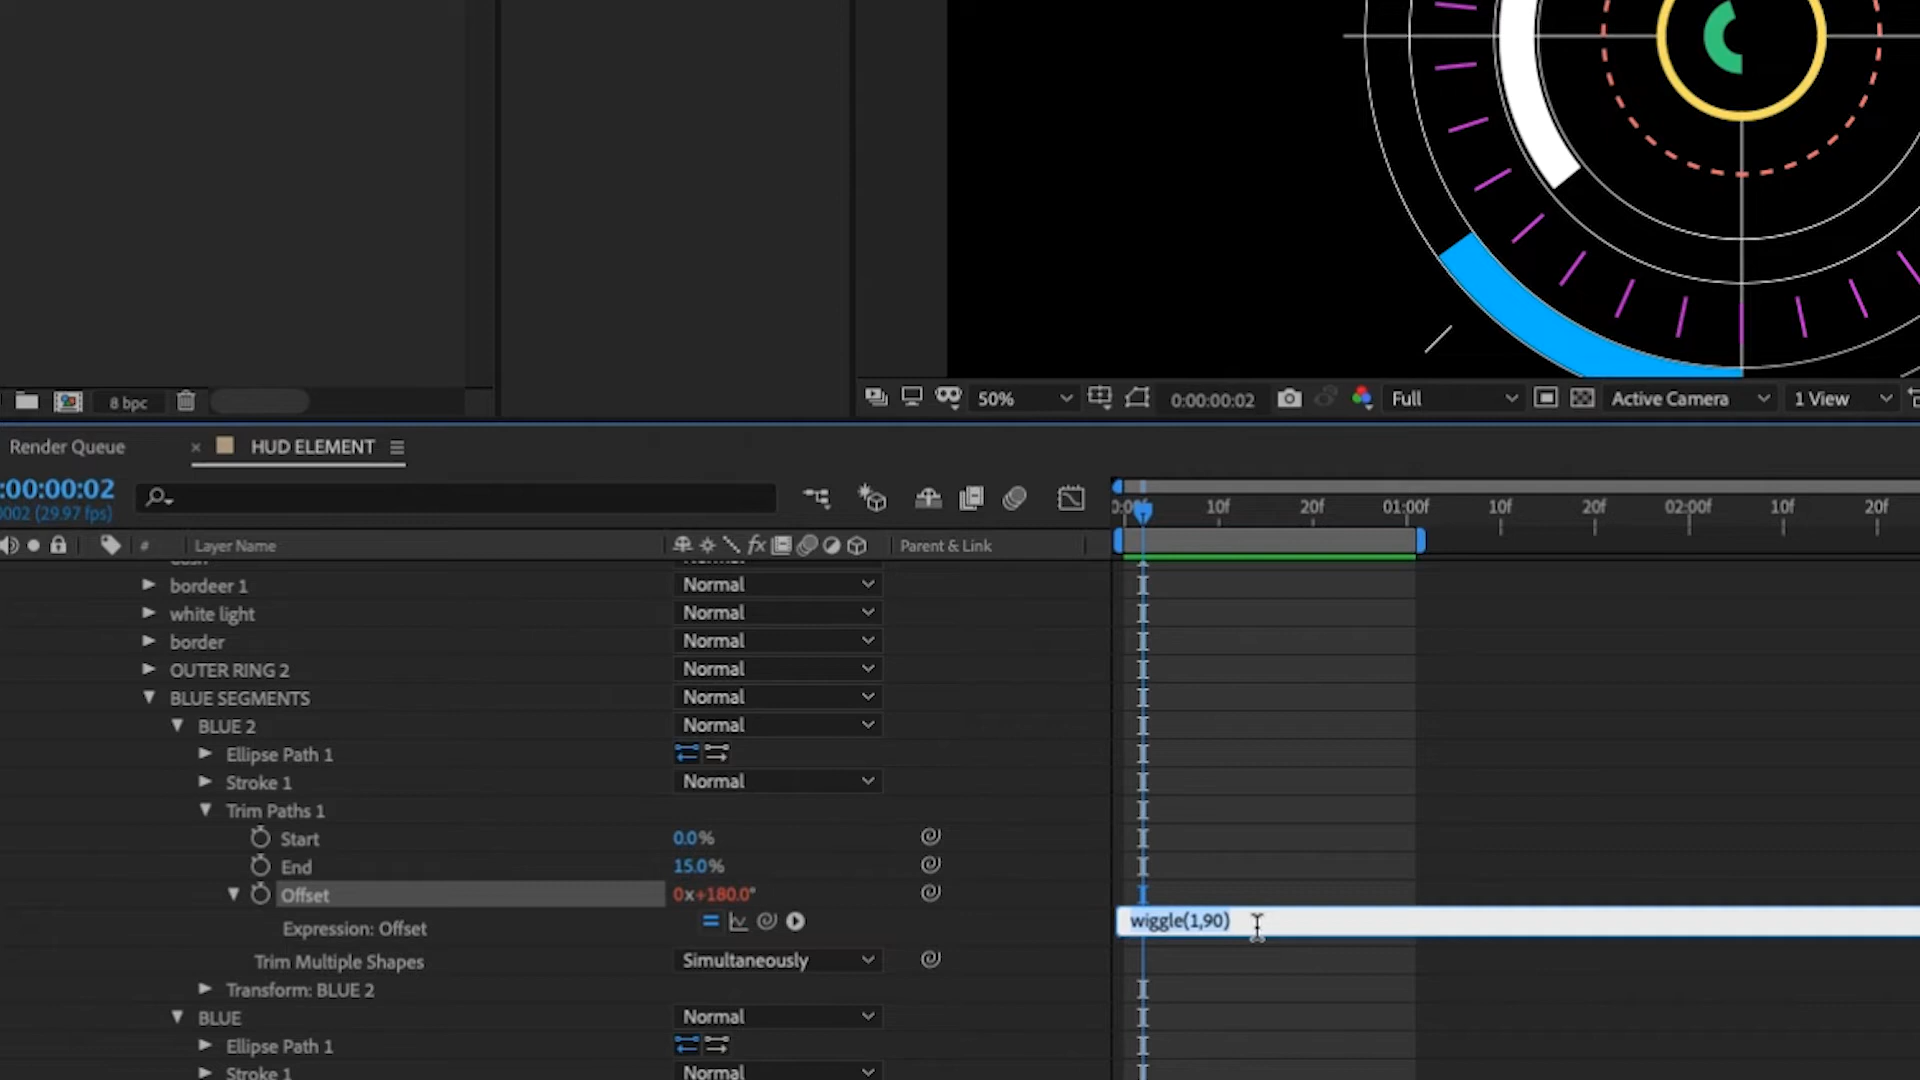 8 bpc
50%
0:00:00:02
Full
Active Camera
1 View
Render Queue
× HUD ELEMENT
:00:00:02
0002 (29.97 fps)
10f
20f
01:00f
10f
20f
02:00f
10f
20f
#
Layer Name
fx
Parent & Link
bordeer 1
Normal
white light
Normal
border
Normal
OUTER RING 2
Normal
BLUE SEGMENTS
Normal
BLUE 2
Normal
Ellipse Path 1
Stroke 1
Normal
Trim Paths 1
Start
0.0%
End
15.0%
Offset
0x+180.0°
Expression: Offset
wiggle(1,90)
Trim Multiple Shapes
Simultaneously
Transform: BLUE 2
BLUE
Normal
Ellipse Path 1
Stroke 1
Normal